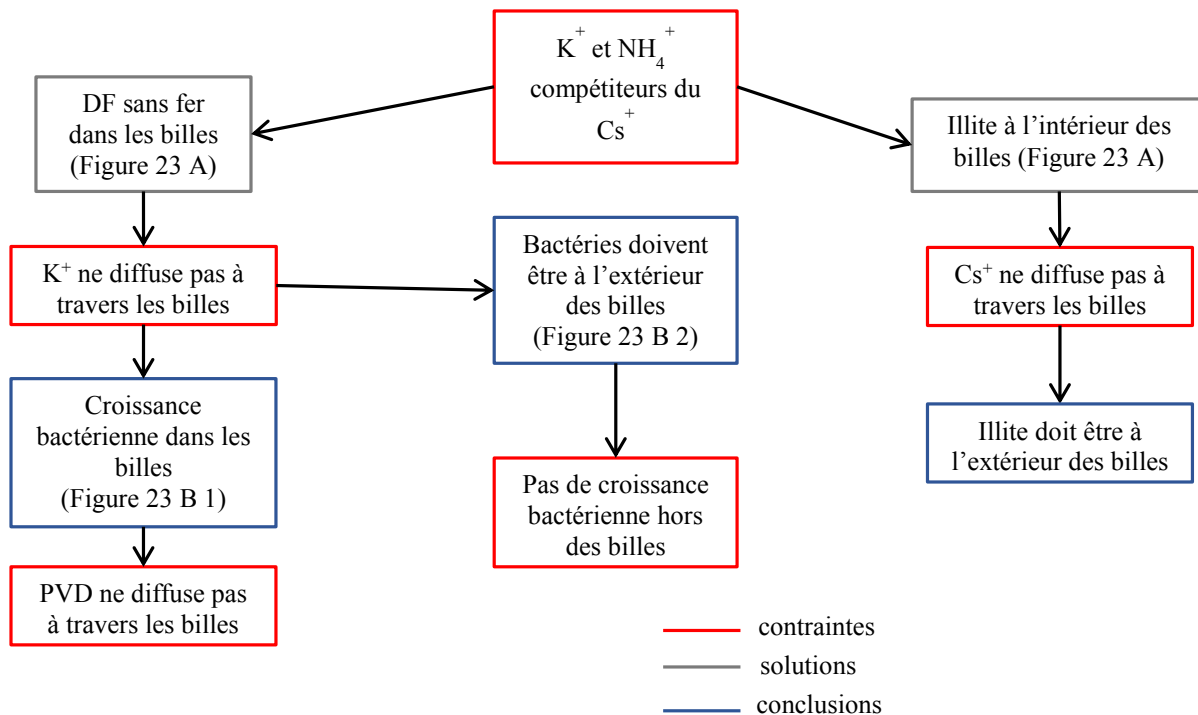 K⁺ et NH₄⁺
compétiteurs du
Cs⁺
DF sans fer
dans les billes
(Figure 23 A)
Illite à l’intérieur des
billes (Figure 23 A)
K⁺ ne diffuse pas à
travers les billes
Bactéries doivent
être à l’extérieur
des billes
(Figure 23 B 2)
Cs⁺ ne diffuse pas à
travers les billes
Croissance
bactérienne dans les
billes
(Figure 23 B 1)
Pas de croissance
bactérienne hors
des billes
Illite doit être à
l’extérieur des billes
PVD ne diffuse pas
à travers les billes
contraintes
solutions
conclusions